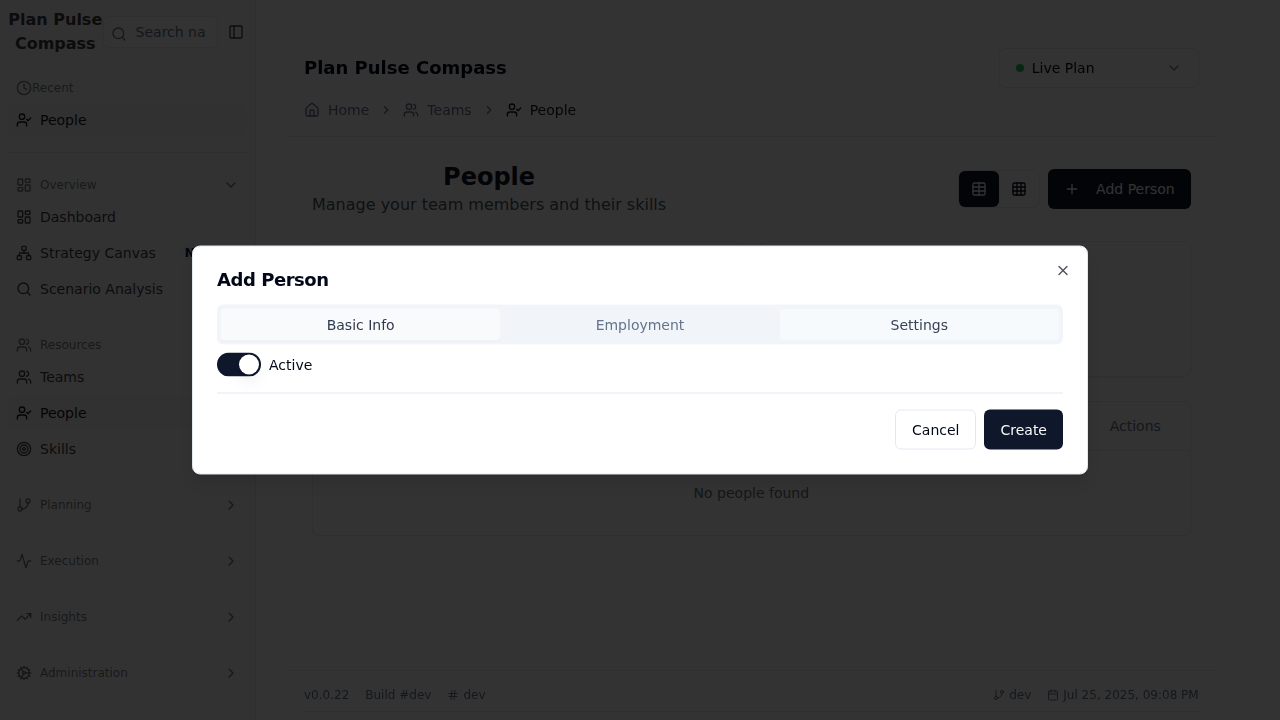 Plan Pulse
Compass
Search na
Recent
People
Overview
Dashboard
Strategy Canvas
Scenario Analysis
Resources
Teams
People
Skills
Planning
Execution
Insights
Administration
Plan Pulse Compass
Live Plan
Home
Teams
People
People
Manage your team members and their skills
Add Person
Add Person
Basic Info
Employment
Settings
Active
Cancel
Create
Actions
No people found
v0.0.22 Build #dev # dev
dev Jul 25, 2025, 09:08 PM